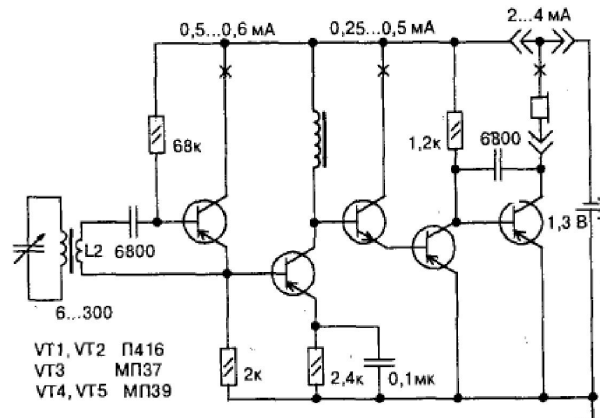 0,5...0,6 мА
0,25...0,5 мА
2...4 мА
68к
1,2к
6800
L2
6800
1,3 В
6...300
VT1, VT2 П416
VT3 МП37
VT4, VT5 МП39
2к
2,4к
0,1мк